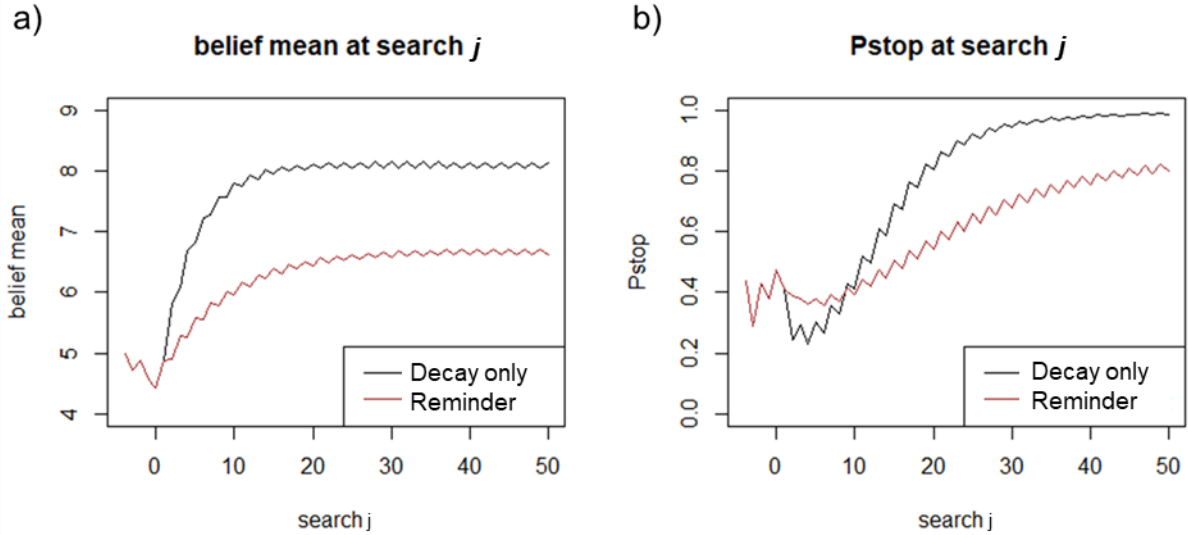 a)
belief mean at search j
belief mean
9
8
7
6
5
4
0 10 20 30 40 50
search j
Decay only
Reminder
b)
Pstop at search j
Pstop
1.0
0.8
0.6
0.4
0.2
0.0
0 10 20 30 40 50
search j
Decay only
Reminder